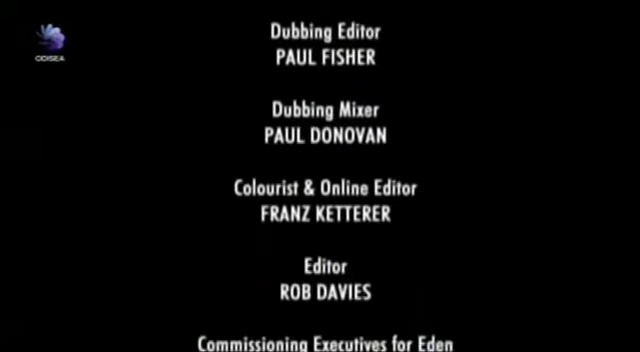 ODISEA
Dubbing Editor
PAUL FISHER
Dubbing Mixer
PAUL DONOVAN
Colourist & Online Editor
FRANZ KETTERER
Editor
ROB DAVIES
Commissioning Executives for Eden